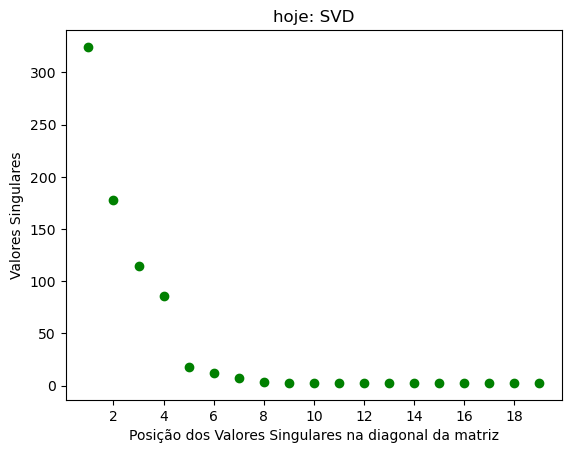 hoje: SVD
300
250
200
150
100
50
0
Valores Singulares
2 4 6 8 10 12 14 16 18
Posição dos Valores Singulares na diagonal da matriz